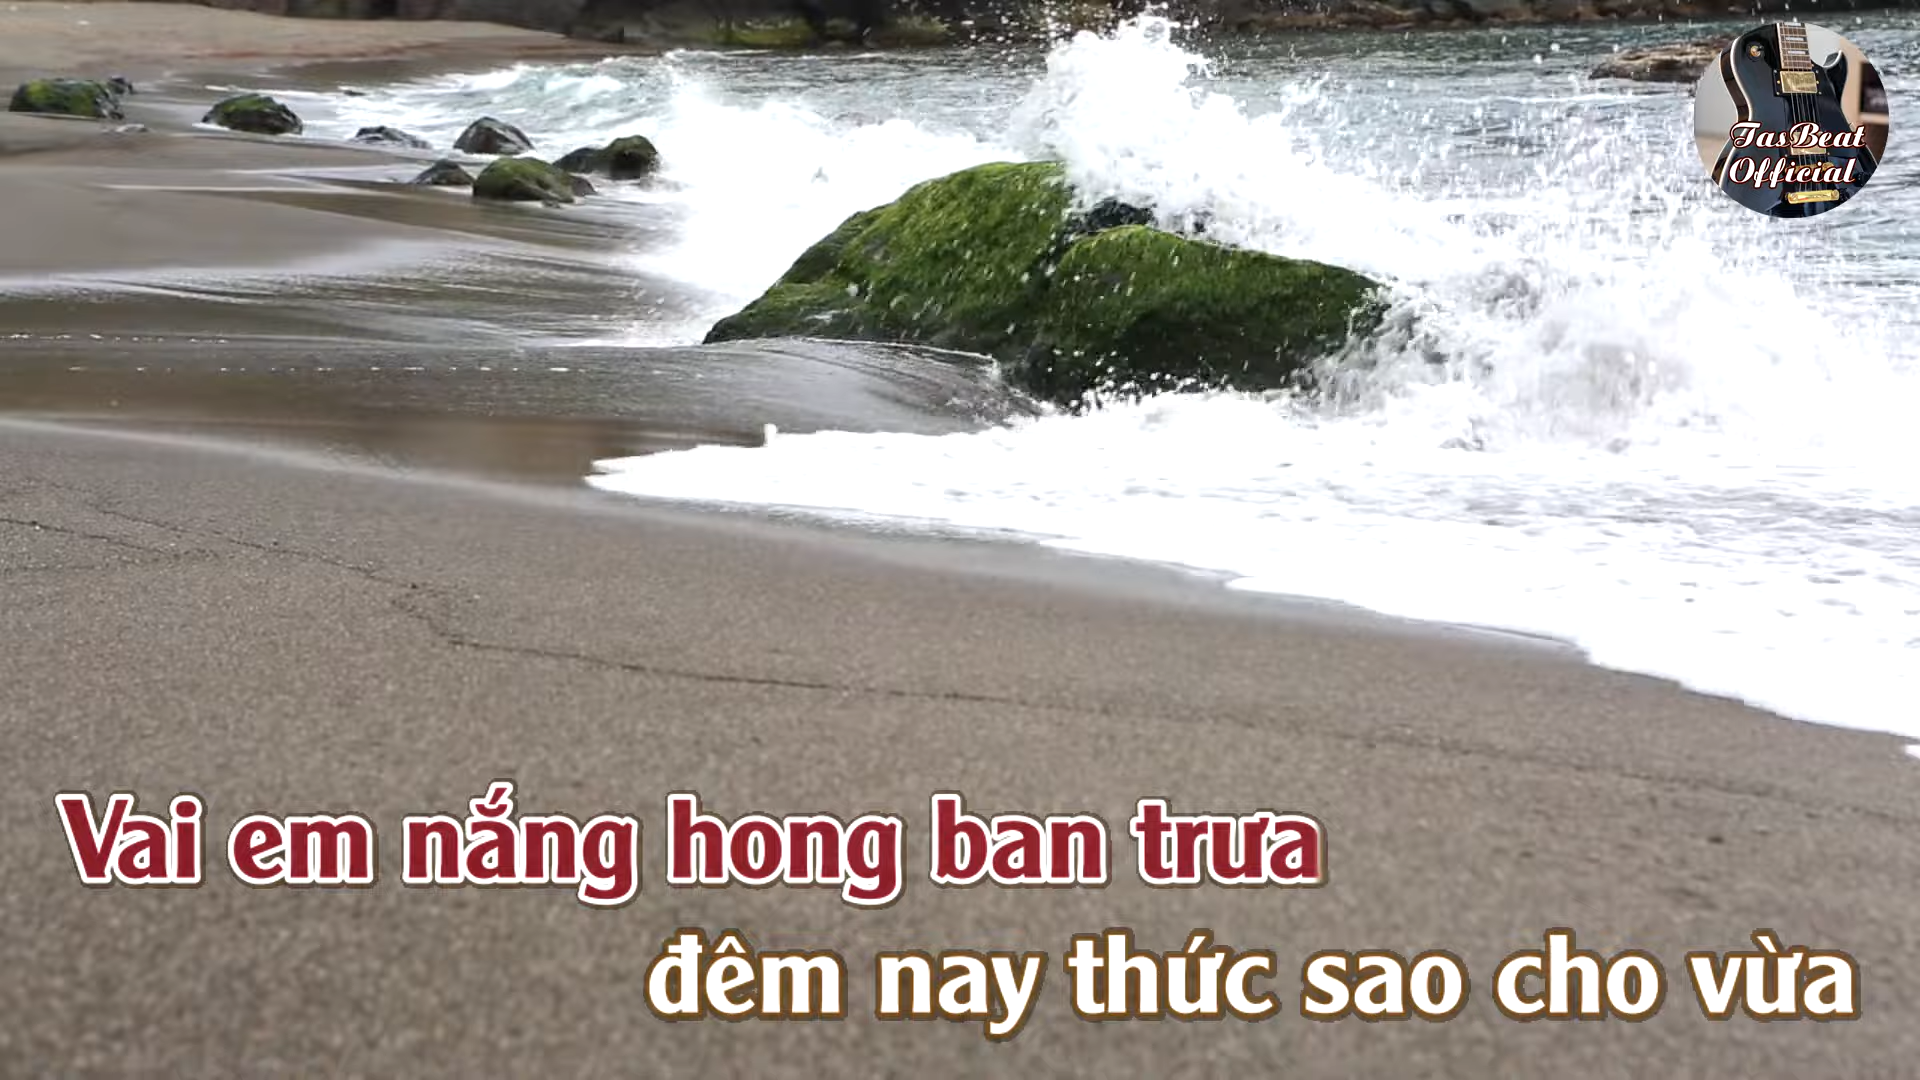 TasBeat
Official
Vai em nắng hong ban trưa
đêm nay thức sao cho vừa